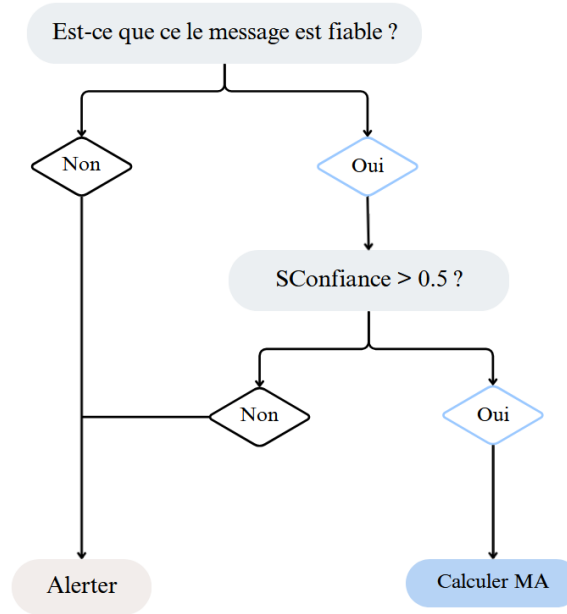 Est-ce que ce le message est fiable ?
Non
Oui
SConfiance > 0.5 ?
Non
Oui
Alerter
Calculer MA